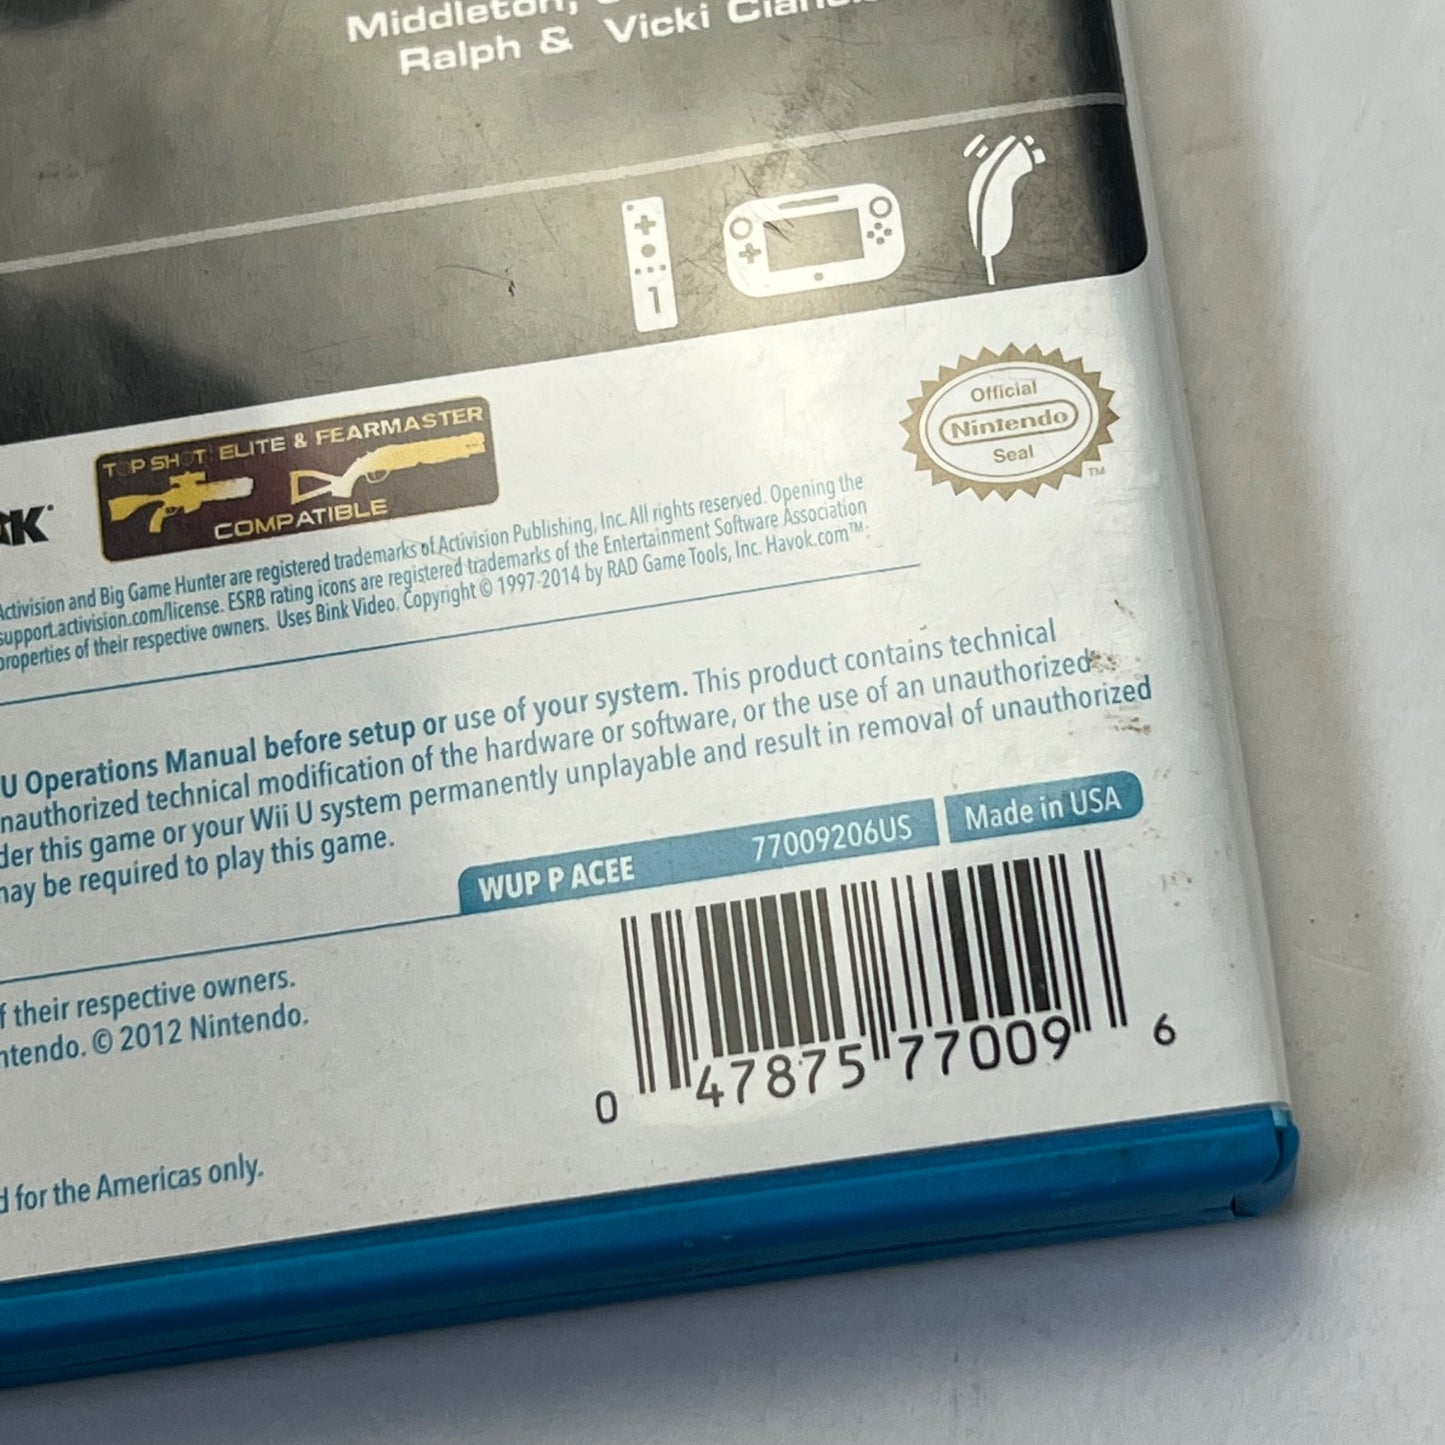 Middleton,
Ralph & Vicki
1
Official
Nintendo
Seal
TM
TOP SHOT ELITE & FEARMASTER
COMPATIBLE
Activision and Big Game Hunter are registered trademarks of Activision Publishing, Inc. All rights reserved. Opening the
support.activision.com/license. ESRB rating icons are registered trademarks of the Entertainment Software Association
properties of their respective owners. Uses Bink Video. Copyright © 1997-2014 by RAD Game Tools, Inc. Havok.com™:
U Operations Manual before setup or use of your system. This product contains technical
nauthorized technical modification of the hardware or software, or the use of an unauthorized
der this game or your Wii U system permanently unplayable and result in removal of unauthorized
may be required to play this game.
WUP P ACEE 77009206US Made in USA
f their respective owners.
ntendo. © 2012 Nintendo.
0 47875 77009 6
d for the Americas only.